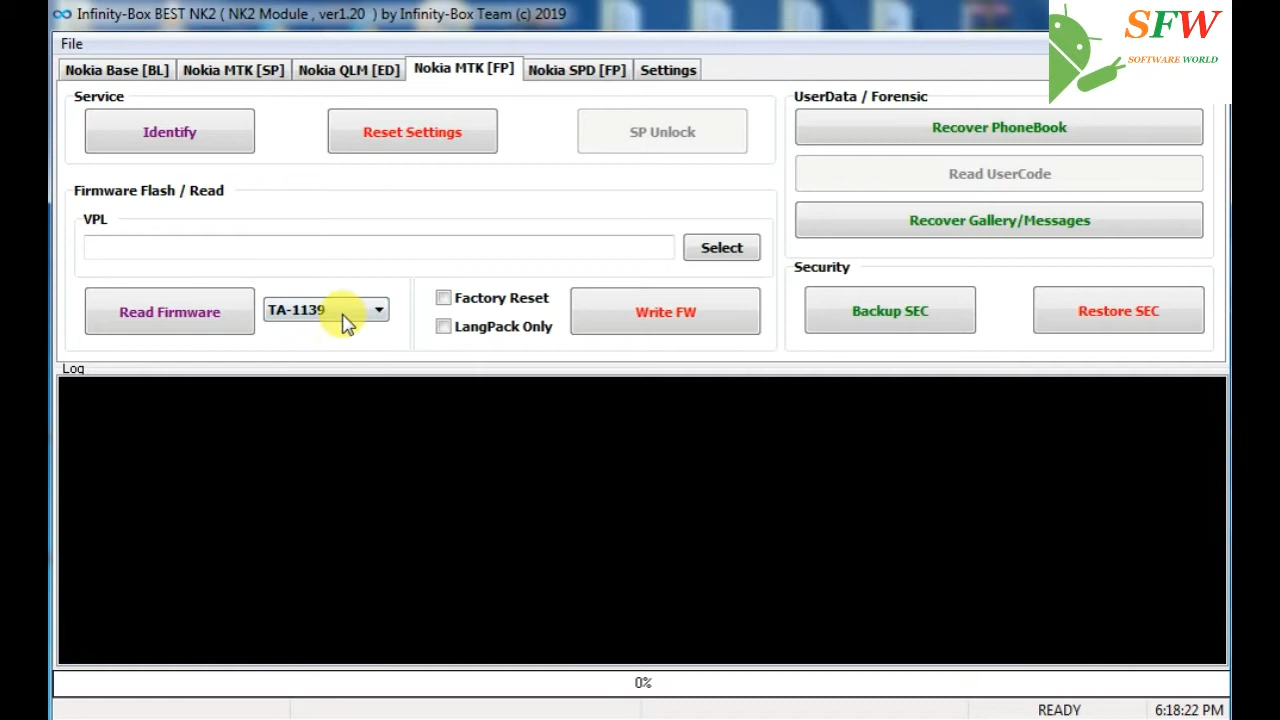 Infinity-Box BEST NK2 ( NK2 Module , ver1.20 ) by Infinity-Box Team (c) 2019
SFW
SOFTWARE WORLD
File
Nokia Base [BL] Nokia MTK [SP] Nokia QLM [ED] Nokia MTK [FP] Nokia SPD [FP] Settings
Service
Identify Reset Settings SP Unlock
UserData / Forensic
Recover PhoneBook
Read UserCode
Recover Gallery/Messages
Firmware Flash / Read
VPL
Select
Read Firmware TA-1139
Factory Reset
LangPack Only
Write FW
Security
Backup SEC Restore SEC
Log
0%
READY 6:18:22 PM